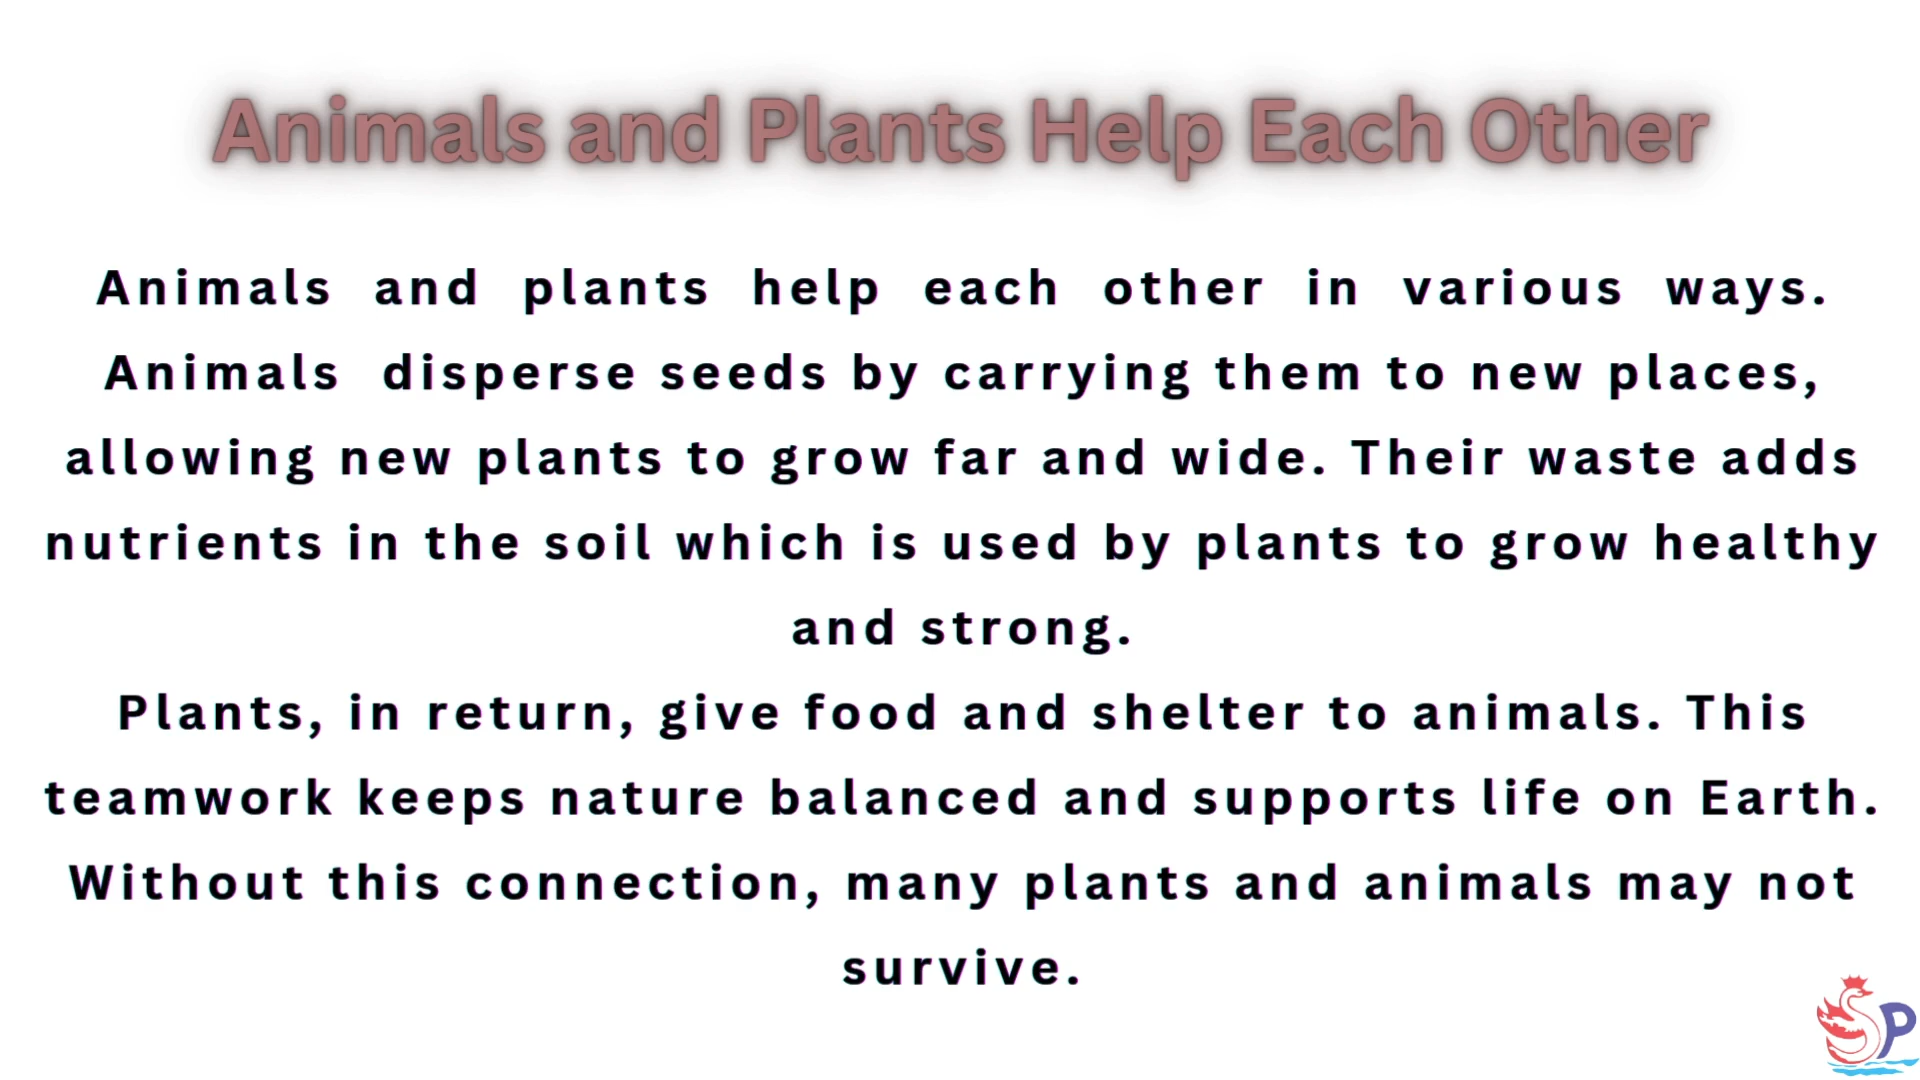 Animals and Plants Help Each Other
Animals and plants help each other in various ways.
Animals disperse seeds by carrying them to new places,
allowing new plants to grow far and wide. Their waste adds
nutrients in the soil which is used by plants to grow healthy
and strong.
Plants, in return, give food and shelter to animals. This
teamwork keeps nature balanced and supports life on Earth.
Without this connection, many plants and animals may not
survive.
SP